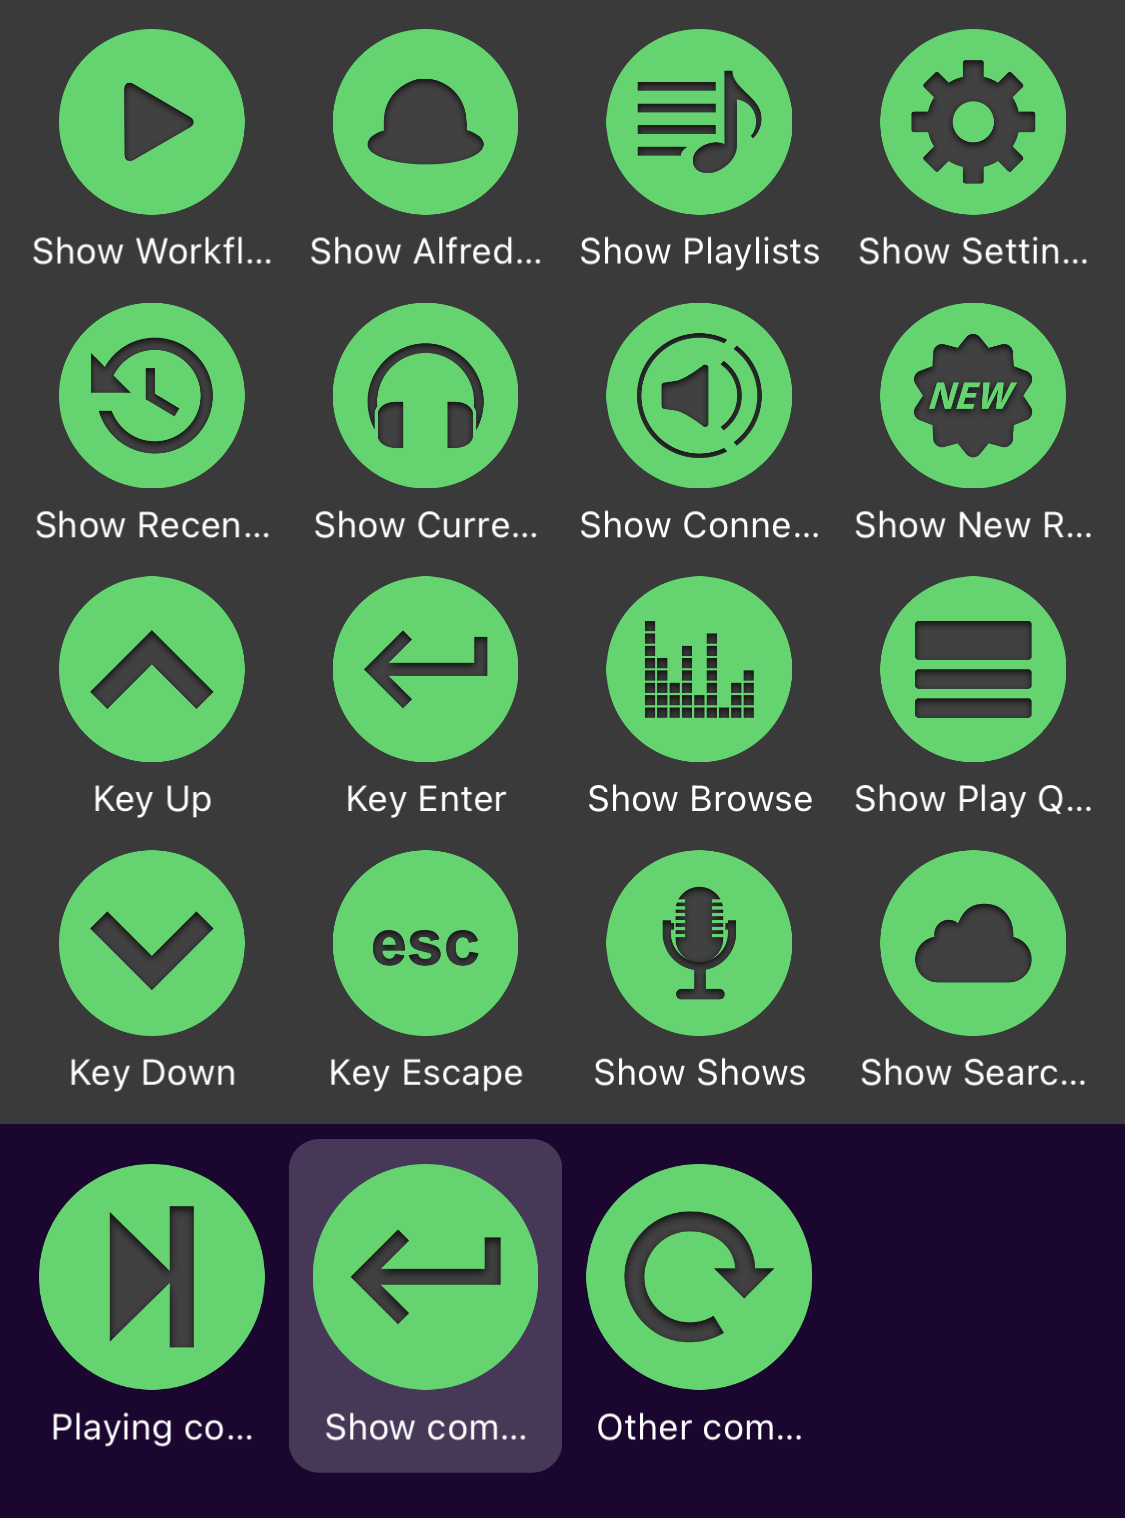 Show Workfl...
Show Alfred...
Show Playlists
Show Settin...
NEW
Show Recen...
Show Curre...
Show Conne...
Show New R...
Key Up
Key Enter
Show Browse
Show Play Q...
esc
Key Down
Key Escape
Show Shows
Show Searc...
Playing co...
Show com...
Other com...